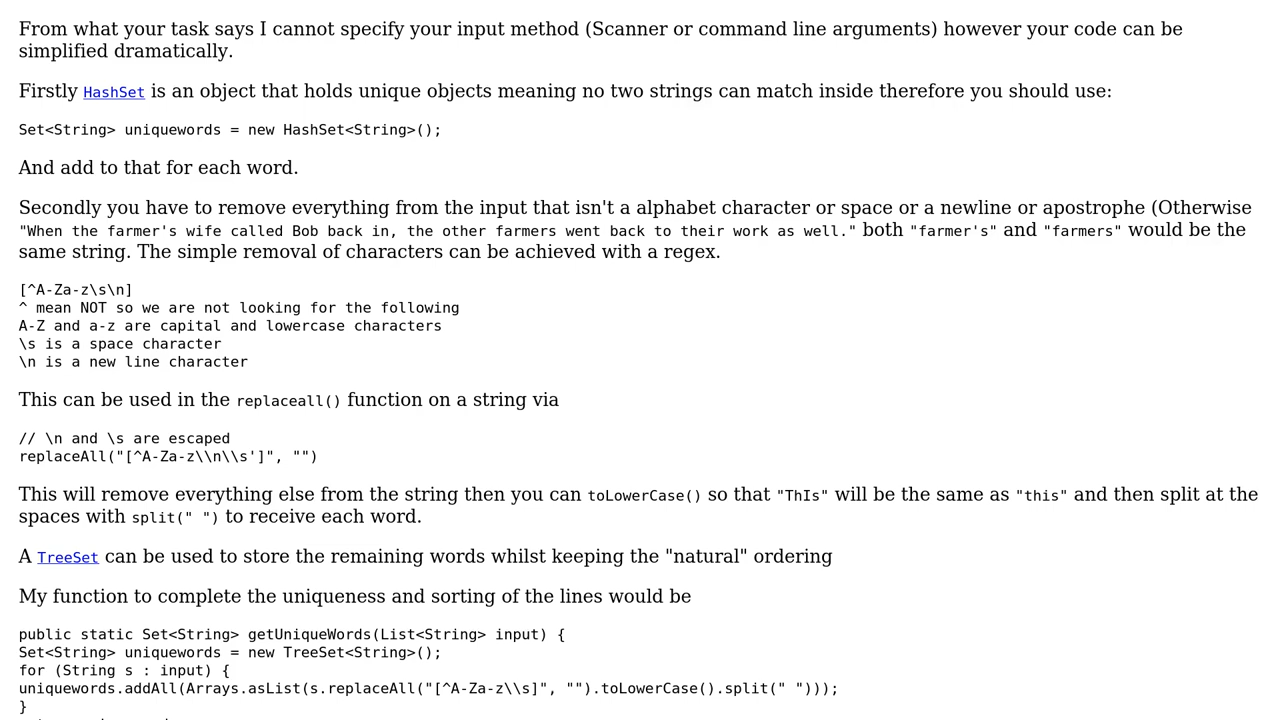 From what your task says I cannot specify your input method (Scanner or command line arguments) however your code can be
simplified dramatically.
Firstly HashSet is an object that holds unique objects meaning no two strings can match inside therefore you should use:
Set<String> uniquewords = new HashSet<String>();
And add to that for each word.
Secondly you have to remove everything from the input that isn't a alphabet character or space or a newline or apostrophe (Otherwise
"When the farmer's wife called Bob back in, the other farmers went back to their work as well." both "farmer's" and "farmers" would be the
same string. The simple removal of characters can be achieved with a regex.
[^A-Za-z\s\n]
^ mean NOT so we are not looking for the following
A-Z and a-z are capital and lowercase characters
\s is a space character
\n is a new line character
This can be used in the replaceall() function on a string via
// \n and \s are escaped
replaceAll("[^A-Za-z\\n\\s']", "")
This will remove everything else from the string then you can toLowerCase() so that "ThIs" will be the same as "this" and then split at the
spaces with split(" ") to receive each word.
A TreeSet can be used to store the remaining words whilst keeping the "natural" ordering
My function to complete the uniqueness and sorting of the lines would be
public static Set<String> getUniqueWords(List<String> input) {
Set<String> uniquewords = new TreeSet<String>();
for (String s : input) {
uniquewords.addAll(Arrays.asList(s.replaceAll("[^A-Za-z\\s]", "").toLowerCase().split(" ")));
}